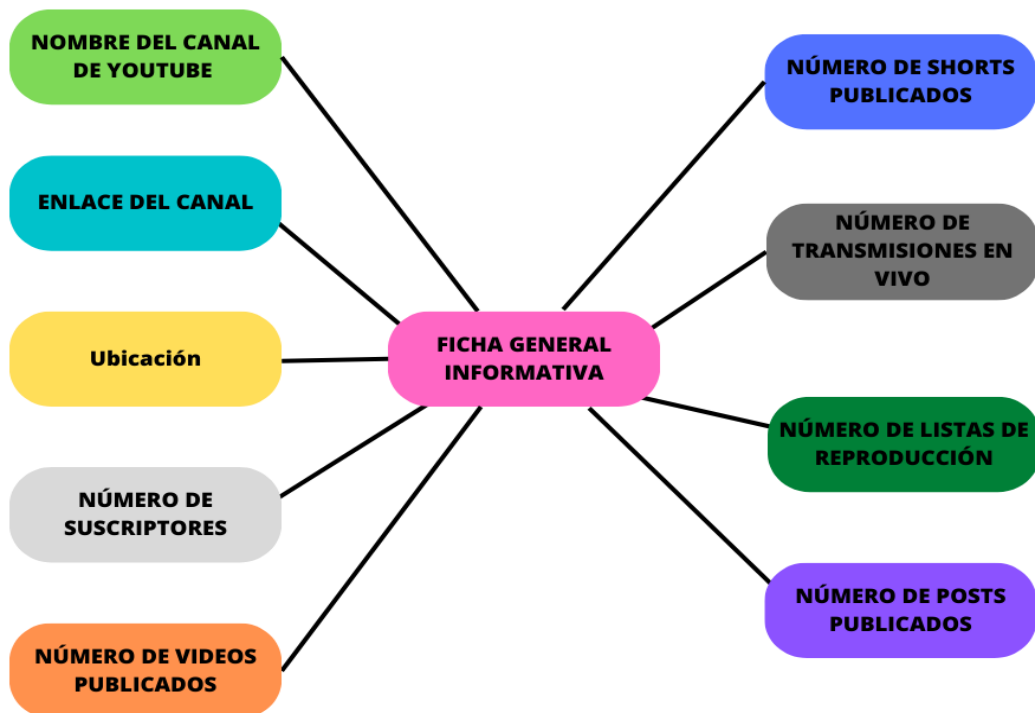 NOMBRE DEL CANAL
DE YOUTUBE
ENLACE DEL CANAL
Ubicación
NÚMERO DE
SUSCRIPTORES
NÚMERO DE VIDEOS
PUBLICADOS
FICHA GENERAL
INFORMATIVA
NÚMERO DE SHORTS
PUBLICADOS
NÚMERO DE
TRANSMISIONES EN
VIVO
NÚMERO DE LISTAS DE
REPRODUCCIÓN
NÚMERO DE POSTS
PUBLICADOS